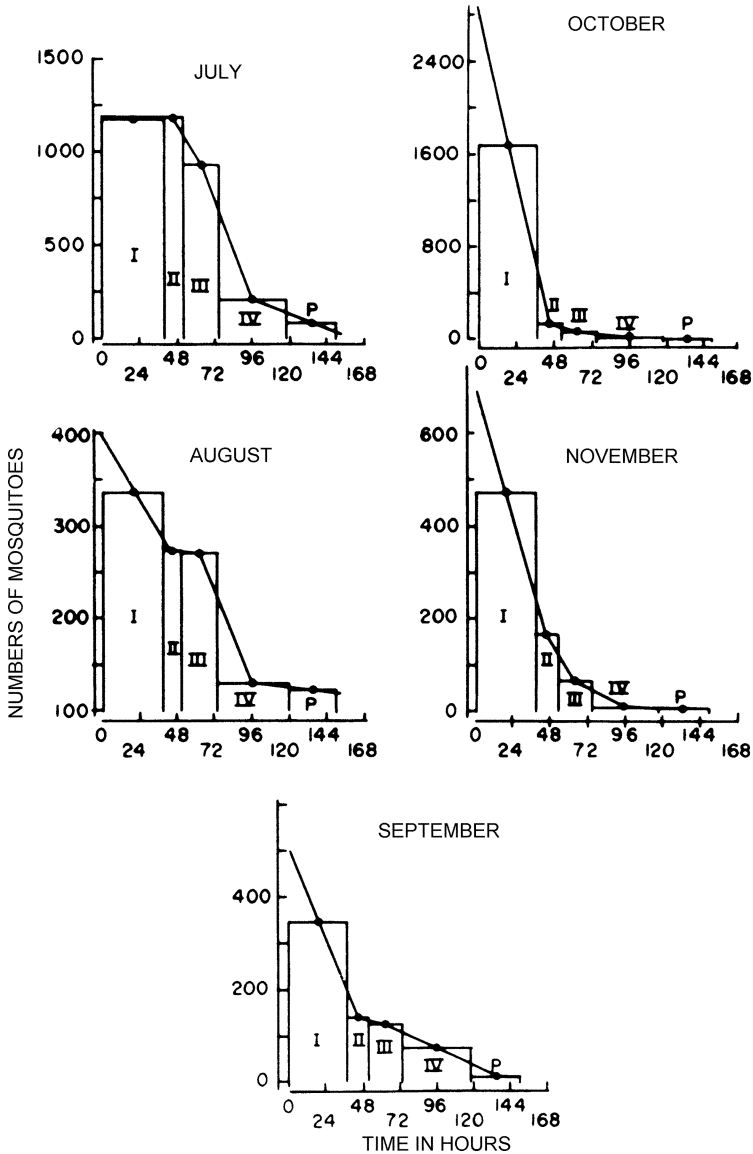 JULY
1500
1000
500
0
I
II
III
IV
P
0 48 96 144
24 72 120 168
OCTOBER
2400
1600
800
0
I
II
III
IV
P
0 48 96 144
24 72 120 168
AUGUST
400
300
200
100
I
II
III
IV
P
0 48 96 144
24 72 120 168
NOVEMBER
600
400
200
0
I
II
III
IV
P
0 48 96 144
24 72 120 168
NUMBERS OF MOSQUITOES
SEPTEMBER
400
200
0
I
II
III
IV
P
0 48 96 144
24 72 120 168
TIME IN HOURS